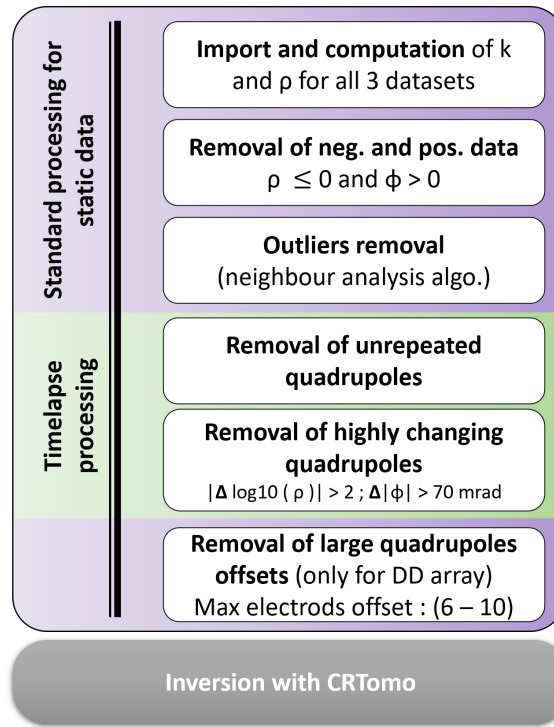 Standard processing for
static data
Import and computation of k
and ρ for all 3 datasets
Removal of neg. and pos. data
ρ ≤ 0 and ϕ > 0
Outliers removal
(neighbour analysis algo.)
Timelapse
processing
Removal of unrepeated
quadrupoles
Removal of highly changing
quadrupoles
|Δ log10 ( ρ )| > 2 ; Δ|ϕ| > 70 mrad
Removal of large quadrupoles
offsets (only for DD array)
Max electrods offset : (6 – 10)
Inversion with CRTomo